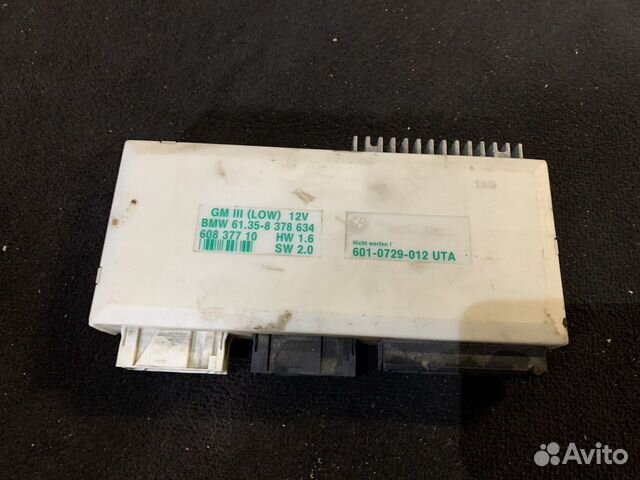 GM III (LOW) 12V
BMW 61.35-8 378 634
608 377 10 HW 1.6
SW 2.0
Nicht werfen !
601-0729-012 UTA
Avito